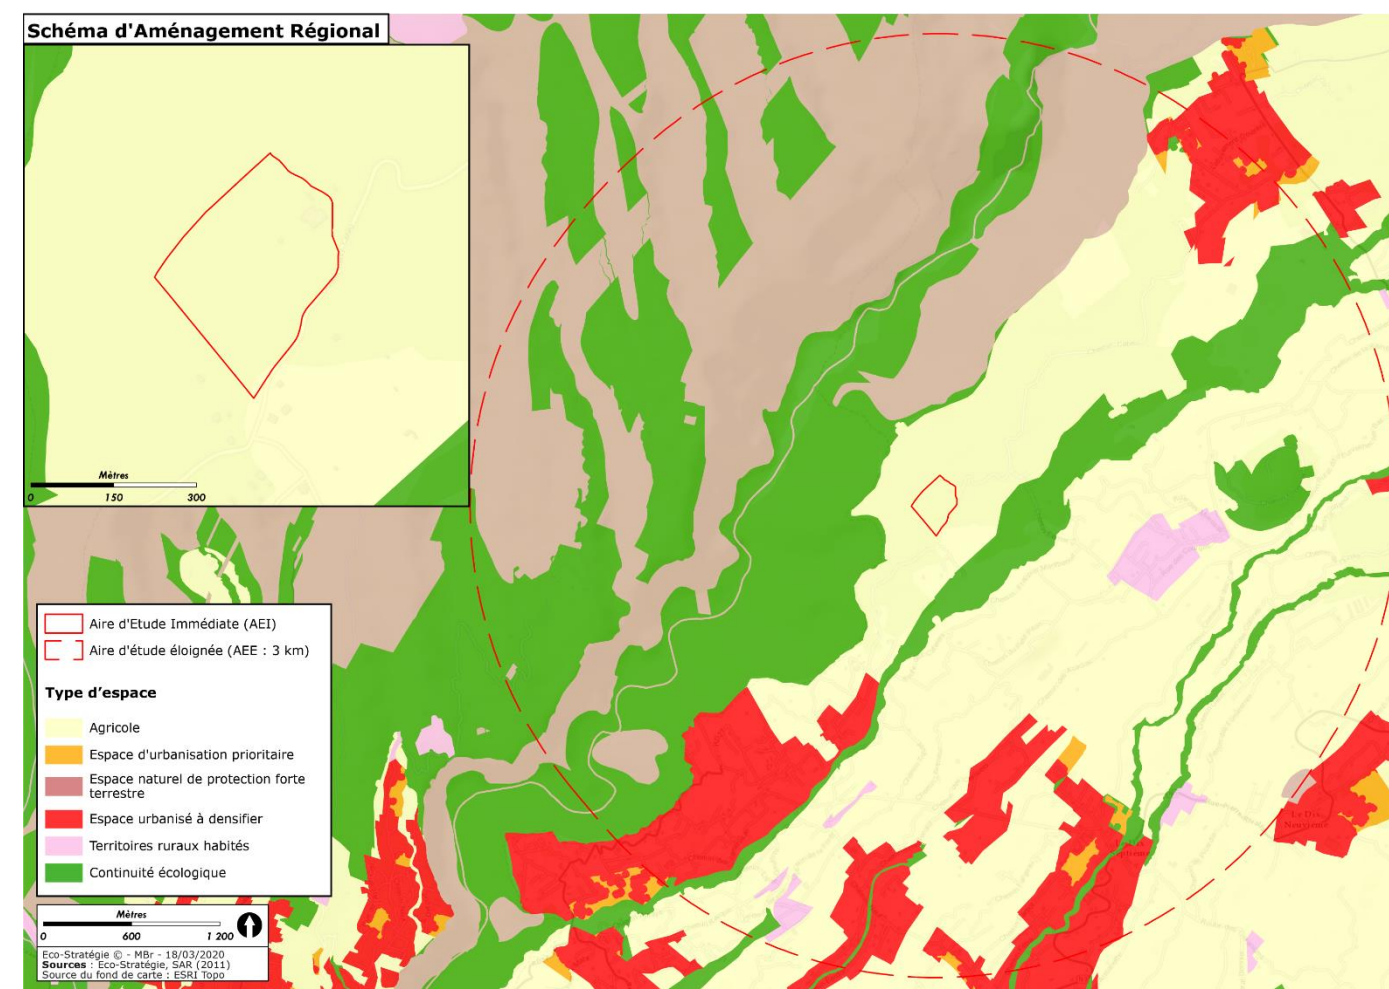 Schéma d'Aménagement Régional
Mètres
0 150 300
Aire d'Etude Immédiate (AEI)
Aire d'étude éloignée (AEE : 3 km)
Type d'espace
Agricole
Espace d'urbanisation prioritaire
Espace naturel de protection forte
terrestre
Espace urbanisé à densifier
Territoires ruraux habités
Continuité écologique
Mètres
0 600 1 200
Eco-Stratégie © - MBr - 18/03/2020
Sources : Eco-Stratégie, SAR (2011)
Source du fond de carte : ESRI Topo
Le Dix
Neuvième